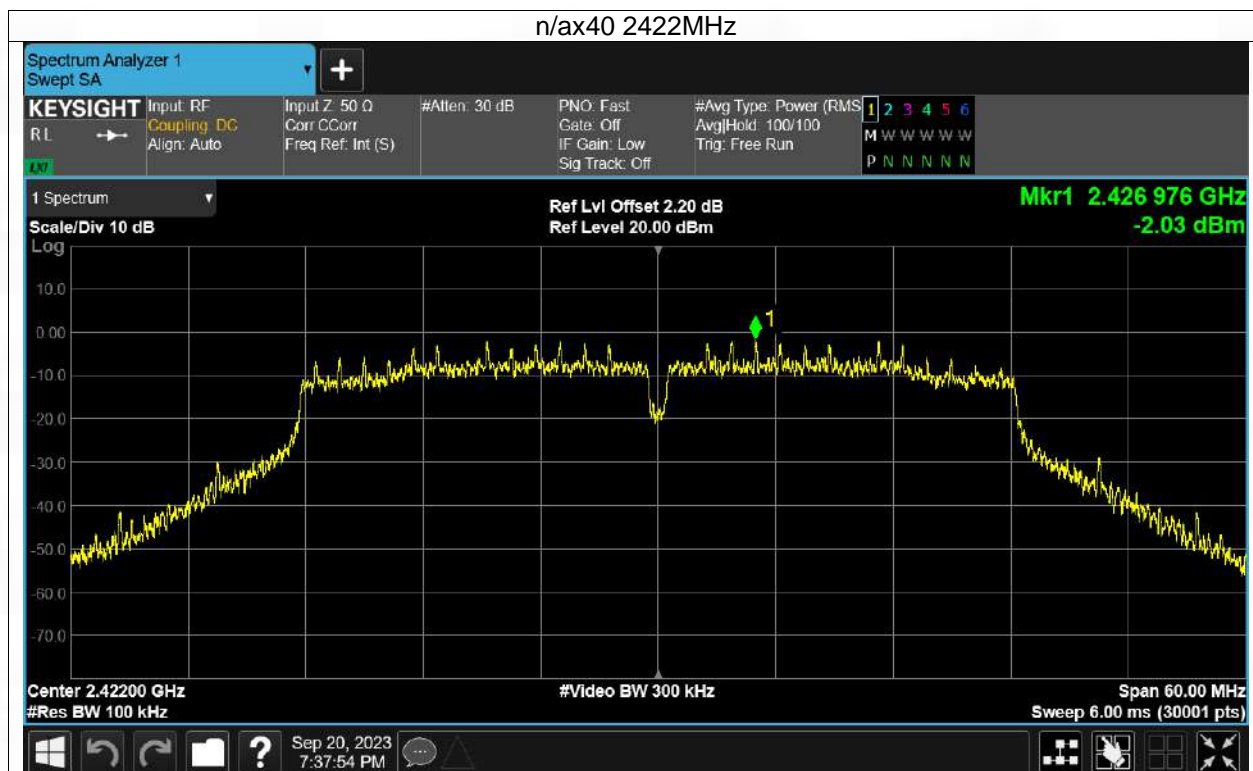 n/ax40 2422MHz
Spectrum Analyzer 1
Swept SA
KEYSIGHT
RL
LXI
Input: RF
Coupling: DC
Align: Auto
Input Z: 50 Ω
Corr CCorr
Freq Ref: Int (S)
#Atten: 30 dB
PNO: Fast
Gate: Off
IF Gain: Low
Sig Track: Off
#Avg Type: Power (RMS
Avg|Hold: 100/100
Trig: Free Run
1 2 3 4 5 6
M W W W W W
P N N N N N
1 Spectrum
Scale/Div 10 dB
Ref Lvl Offset 2.20 dB
Ref Level 20.00 dBm
Mkr1 2.426 976 GHz
-2.03 dBm
Log
10.0
0.00
1
-10.0
-20.0
-30.0
-40.0
-50.0
-60.0
-70.0
Center 2.42200 GHz
#Res BW 100 kHz
#Video BW 300 kHz
Span 60.00 MHz
Sweep 6.00 ms (30001 pts)
?
Sep 20, 2023
7:37:54 PM